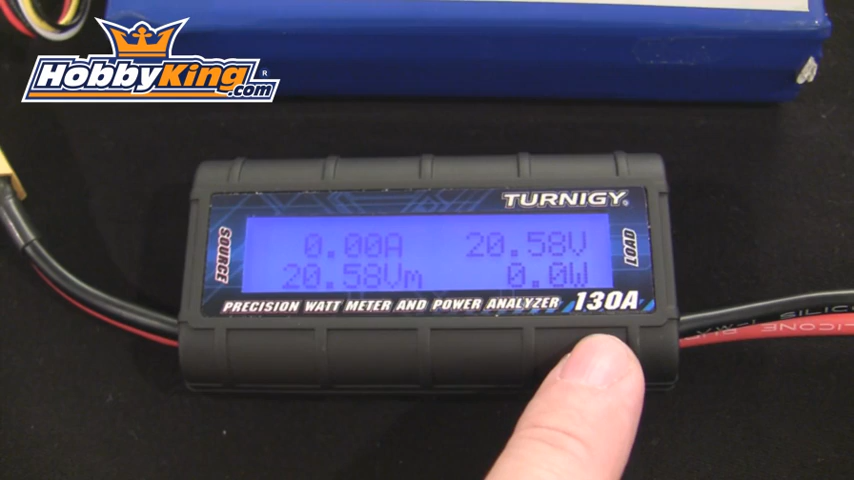 HobbyKing
.com
®
TURNIGY®
SOURCE
0.00A 20.58V
20.58Vm 0.0W
LOAD
PRECISION WATT METER AND POWER ANALYZER 130A
SILICONE